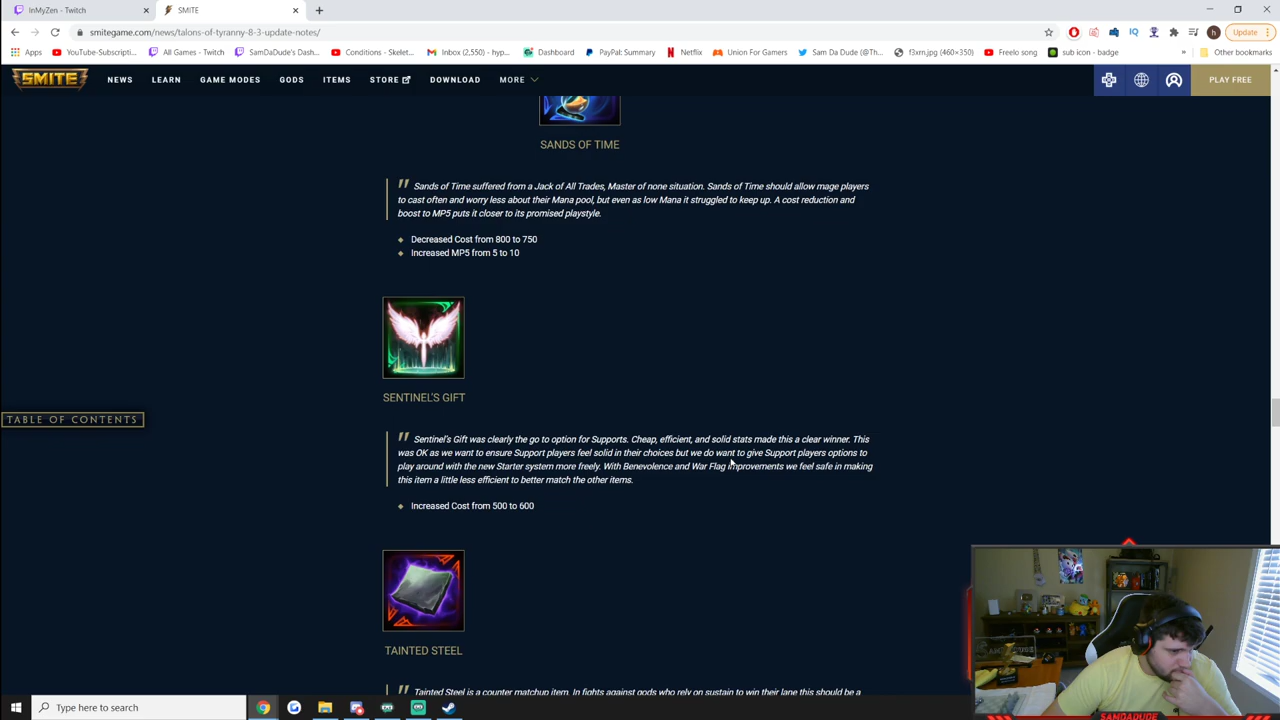 InMyZen - Twitch
SMITE
smitegame.com/news/talons-of-tyranny-8-3-update-notes/
Update
Apps
YouTube-Subscripti...
All Games - Twitch
SamDaDude's Dash...
Conditions - Skelet...
Inbox (2,550) - hyp...
Dashboard
PayPal: Summary
Netflix
Union For Gamers
Sam Da Dude (@Th...
f3xrn.jpg (460×350)
Freelo song
sub icon - badge
Other bookmarks
SMITE
NEWS
LEARN
GAME MODES
GODS
ITEMS
STORE
DOWNLOAD
MORE
PLAY FREE
SANDS OF TIME
Sands of Time suffered from a Jack of All Trades, Master of none situation. Sands of Time should allow mage players
to cast often and worry less about their Mana pool, but even as low Mana it struggled to keep up. A cost reduction and
boost to MP5 puts it closer to its promised playstyle.
Decreased Cost from 800 to 750
Increased MP5 from 5 to 10
SENTINEL'S GIFT
TABLE OF CONTENTS
Sentinel's Gift was clearly the go to option for Supports. Cheap, efficient, and solid stats made this a clear winner. This
was OK as we want to ensure Support players feel solid in their choices but we do want to give Support players options to
play around with the new Starter system more freely. With Benevolence and War Flag improvements we feel safe in making
this item a little less efficient to better match the other items.
Increased Cost from 500 to 600
TAINTED STEEL
Tainted Steel is a counter matchup item. In fights against gods who rely on sustain to win their lane this should be a
Type here to search
SAMDADUDE